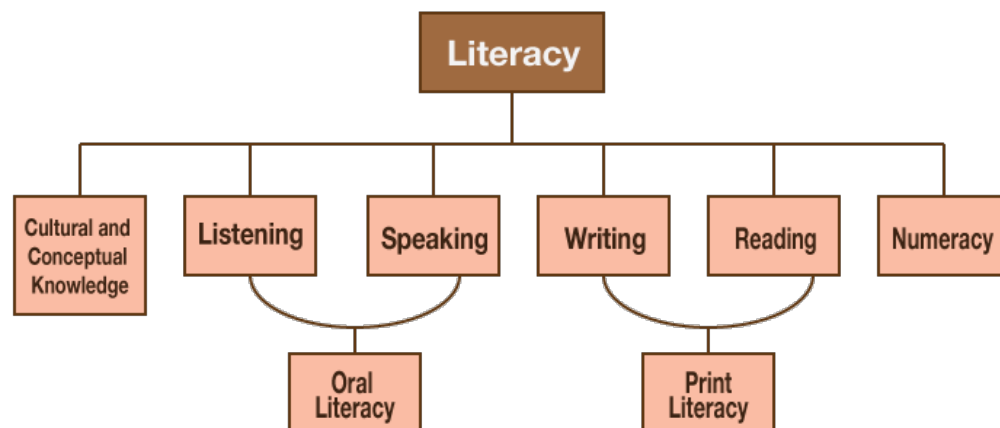 Literacy
Cultural and
Conceptual
Knowledge
Listening
Speaking
Writing
Reading
Numeracy
Oral
Literacy
Print
Literacy